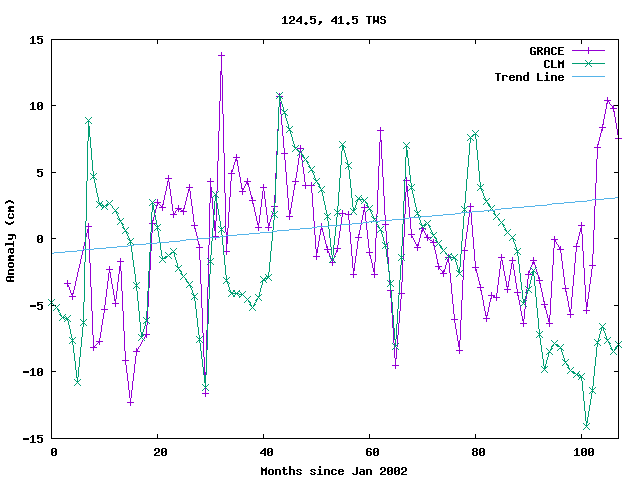 124.5, 41.5 TWS
GRACE
CLM
Trend Line
Anomaly (cm)
15
10
5
0
-5
-10
-15
0 20 40 60 80 100
Months since Jan 2002